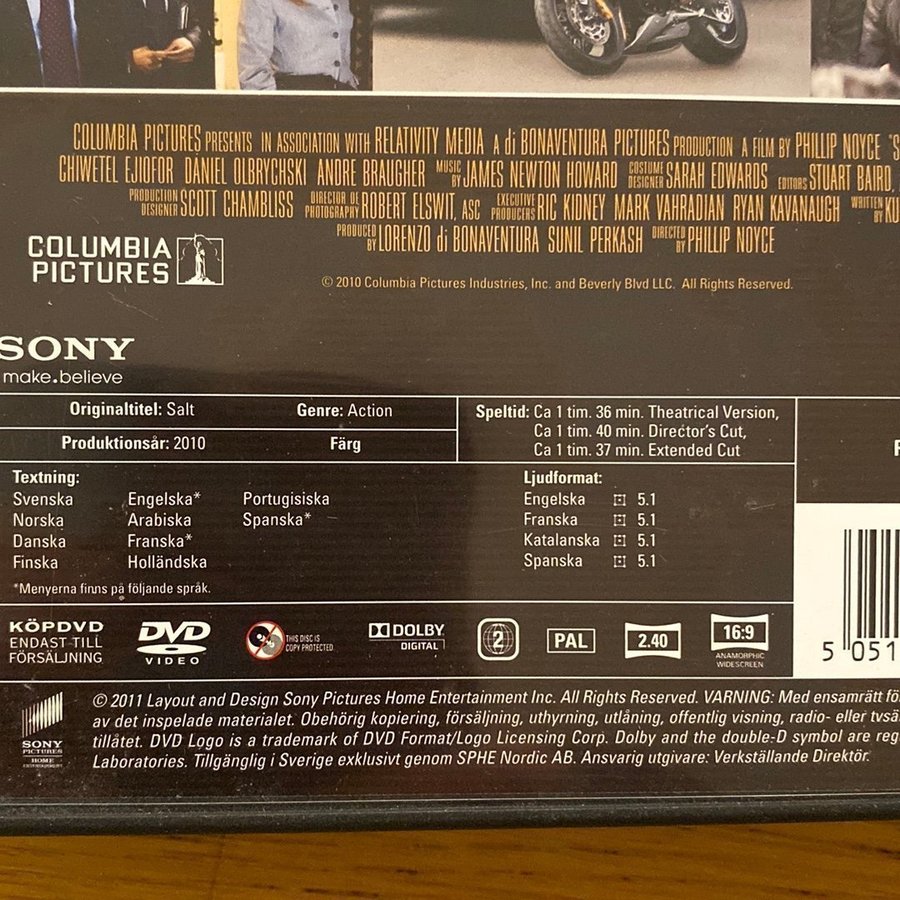 COLUMBIA PICTURES PRESENTS IN ASSOCIATION WITH RELATIVITY MEDIA A di BONAVENTURA PICTURES PRODUCTION A FILM BY PHILLIP NOYCE "S
CHIWETEL EJIOFOR DANIEL OLBRYCHSKI ANDRE BRAUGHER MUSIC BY JAMES NEWTON HOWARD COSTUME DESIGNER SARAH EDWARDS EDITORS STUART BAIRD,
PRODUCTION DESIGNER SCOTT CHAMBLISS DIRECTOR OF PHOTOGRAPHY ROBERT ELSWIT, ASC EXECUTIVE PRODUCERS RIC KIDNEY MARK VAHRADIAN RYAN KAVANAUGH WRITTEN BY KU
PRODUCED BY LORENZO di BONAVENTURA SUNIL PERKASH DIRECTED BY PHILLIP NOYCE
COLUMBIA
PICTURES
© 2010 Columbia Pictures Industries, Inc. and Beverly Blvd LLC. All Rights Reserved.
SONY
make.believe
Originaltitel: Salt Genre: Action
Produktionsår: 2010 Färg
Speltid: Ca 1 tim. 36 min. Theatrical Version,
Ca 1 tim. 40 min. Director's Cut,
Ca 1 tim. 37 min. Extended Cut
Textning:
Svenska Engelska* Portugisiska
Norska Arabiska Spanska*
Danska Franska*
Finska Holländska
*Menyerna finns på följande språk.
Ljudformat:
Engelska 5.1
Franska 5.1
Katalanska 5.1
Spanska 5.1
KÖPDVD
ENDAST TILL
FÖRSÄLJNING
DVD
VIDEO
THIS DISC IS
COPY PROTECTED
DOLBY
DIGITAL
2
PAL
2.40
16:9
ANAMORPHIC
WIDESCREEN
5 051
SONY
PICTURES
HOME
© 2011 Layout and Design Sony Pictures Home Entertainment Inc. All Rights Reserved. VARNING: Med ensamrätt fö
av det inspelade materialet. Obehörig kopiering, försäljning, uthyrning, utlåning, offentlig visning, radio- eller tvsä
tillåtet. DVD Logo is a trademark of DVD Format/Logo Licensing Corp. Dolby and the double-D symbol are reg
Laboratories. Tillgänglig i Sverige exklusivt genom SPHE Nordic AB. Ansvarig utgivare: Verkställande Direktör.